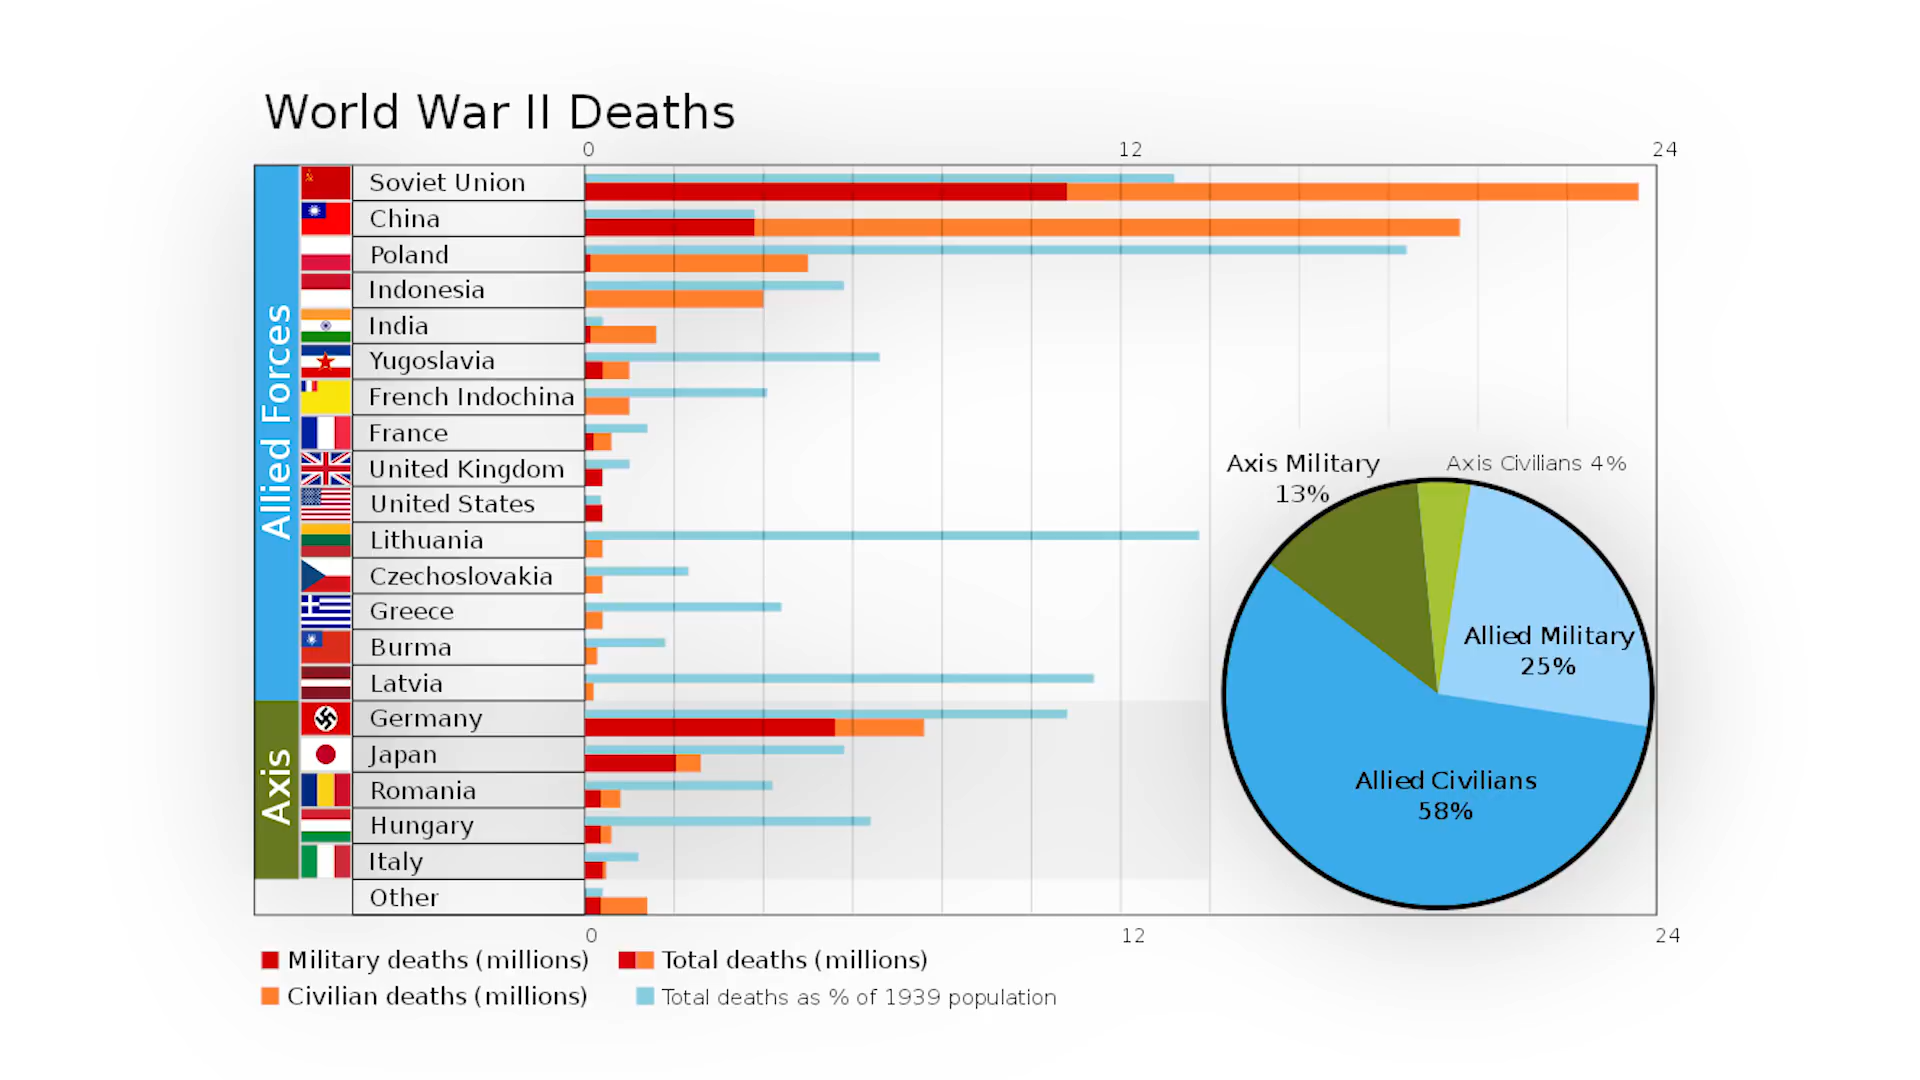 World War II Deaths
0 12 24
Allied Forces
Soviet Union
China
Poland
Indonesia
India
Yugoslavia
French Indochina
France
United Kingdom
United States
Lithuania
Czechoslovakia
Greece
Burma
Latvia
Axis
Germany
Japan
Romania
Hungary
Italy
Other
Axis Military
13%
Axis Civilians 4%
Allied Military
25%
Allied Civilians
58%
0 12 24
Military deaths (millions)
Total deaths (millions)
Civilian deaths (millions)
Total deaths as % of 1939 population